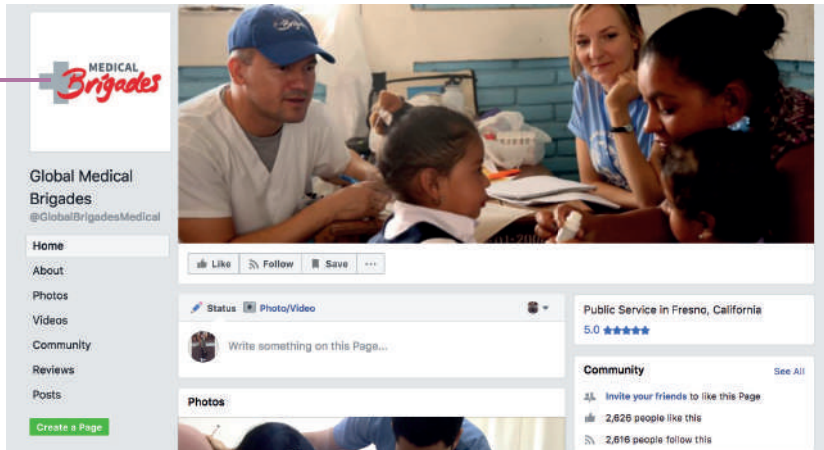 MEDICAL
Brigades
Global Medical
Brigades
@GlobalBrigadesMedical
Home
About
Photos
Videos
Community
Reviews
Posts
Create a Page
Like Follow Save ...
Status Photo/Video
Write something on this Page...
Photos
Public Service in Fresno, California
5.0 ★★★★★
Community See All
Invite your friends to like this Page
2,626 people like this
2,616 people follow this